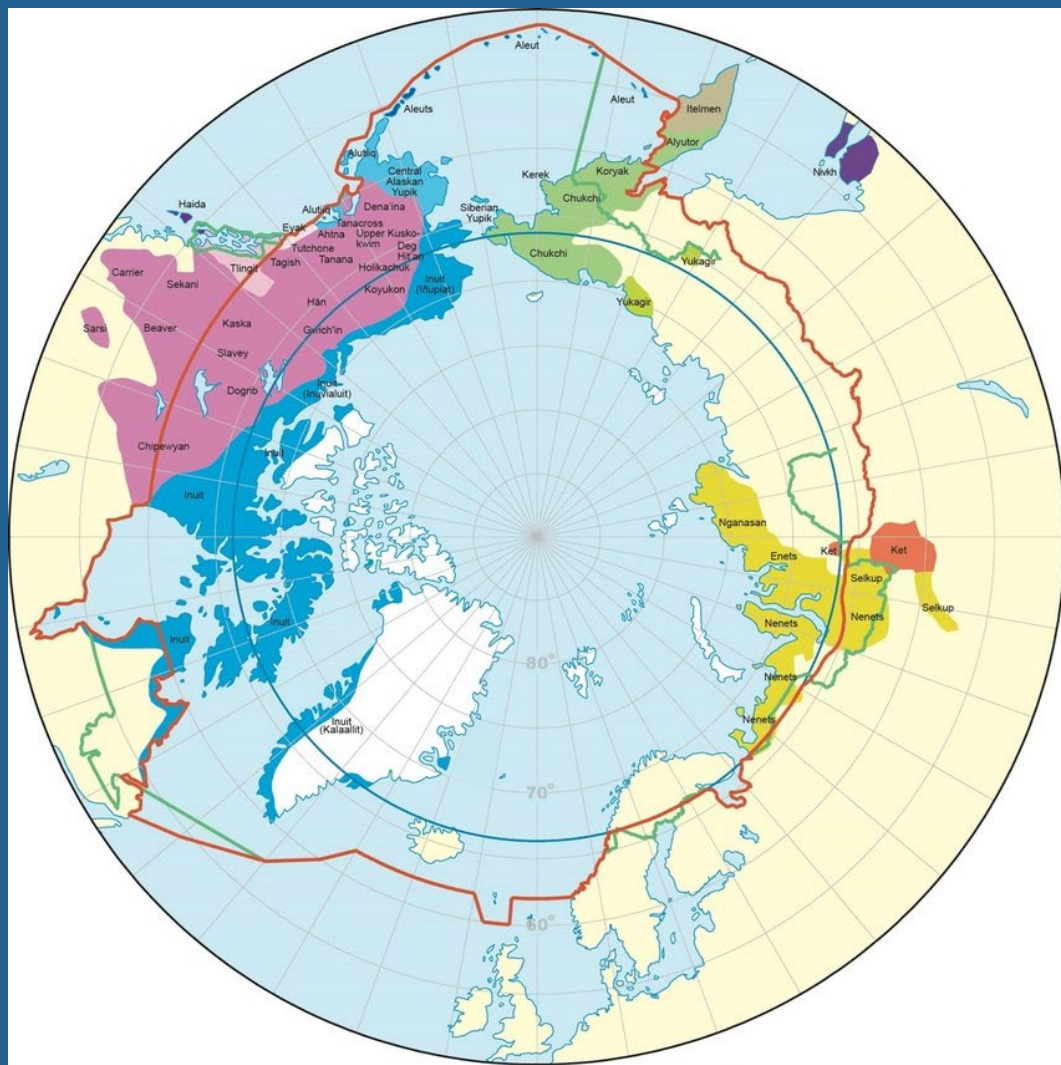 Aleut
Aleut
Aleuts
Itelmen
Alyutor
Alutiiq
Central
Alaskan
Yupik
Kerek
Koryak
Nivkh
Chukchi
Haida
Alutiiq
Dena'ina
Siberian
Yupik
Eyak
Tanacross
Ahtna
Upper Kusko-
kwim
Tutchone
Deg
Hit'an
Tagish
Tanana
Holikachuk
Tlingit
Chukchi
Yukagir
Carrier
Sekani
Koyukon
Inuit
(Iñupiat)
Hän
Yukagir
Sarsi
Beaver
Kaska
Gwich'in
Slavey
Dogrib
Inuit
(Inuvialuit)
Chipewyan
Inuit
Inuit
Nganasan
Enets
Ket
Ket
Selkup
Selkup
Inuit
Inuit
Nenets
Nenets
80°
Nenets
Inuit
(Kalaallit)
Nenets
70°
60°